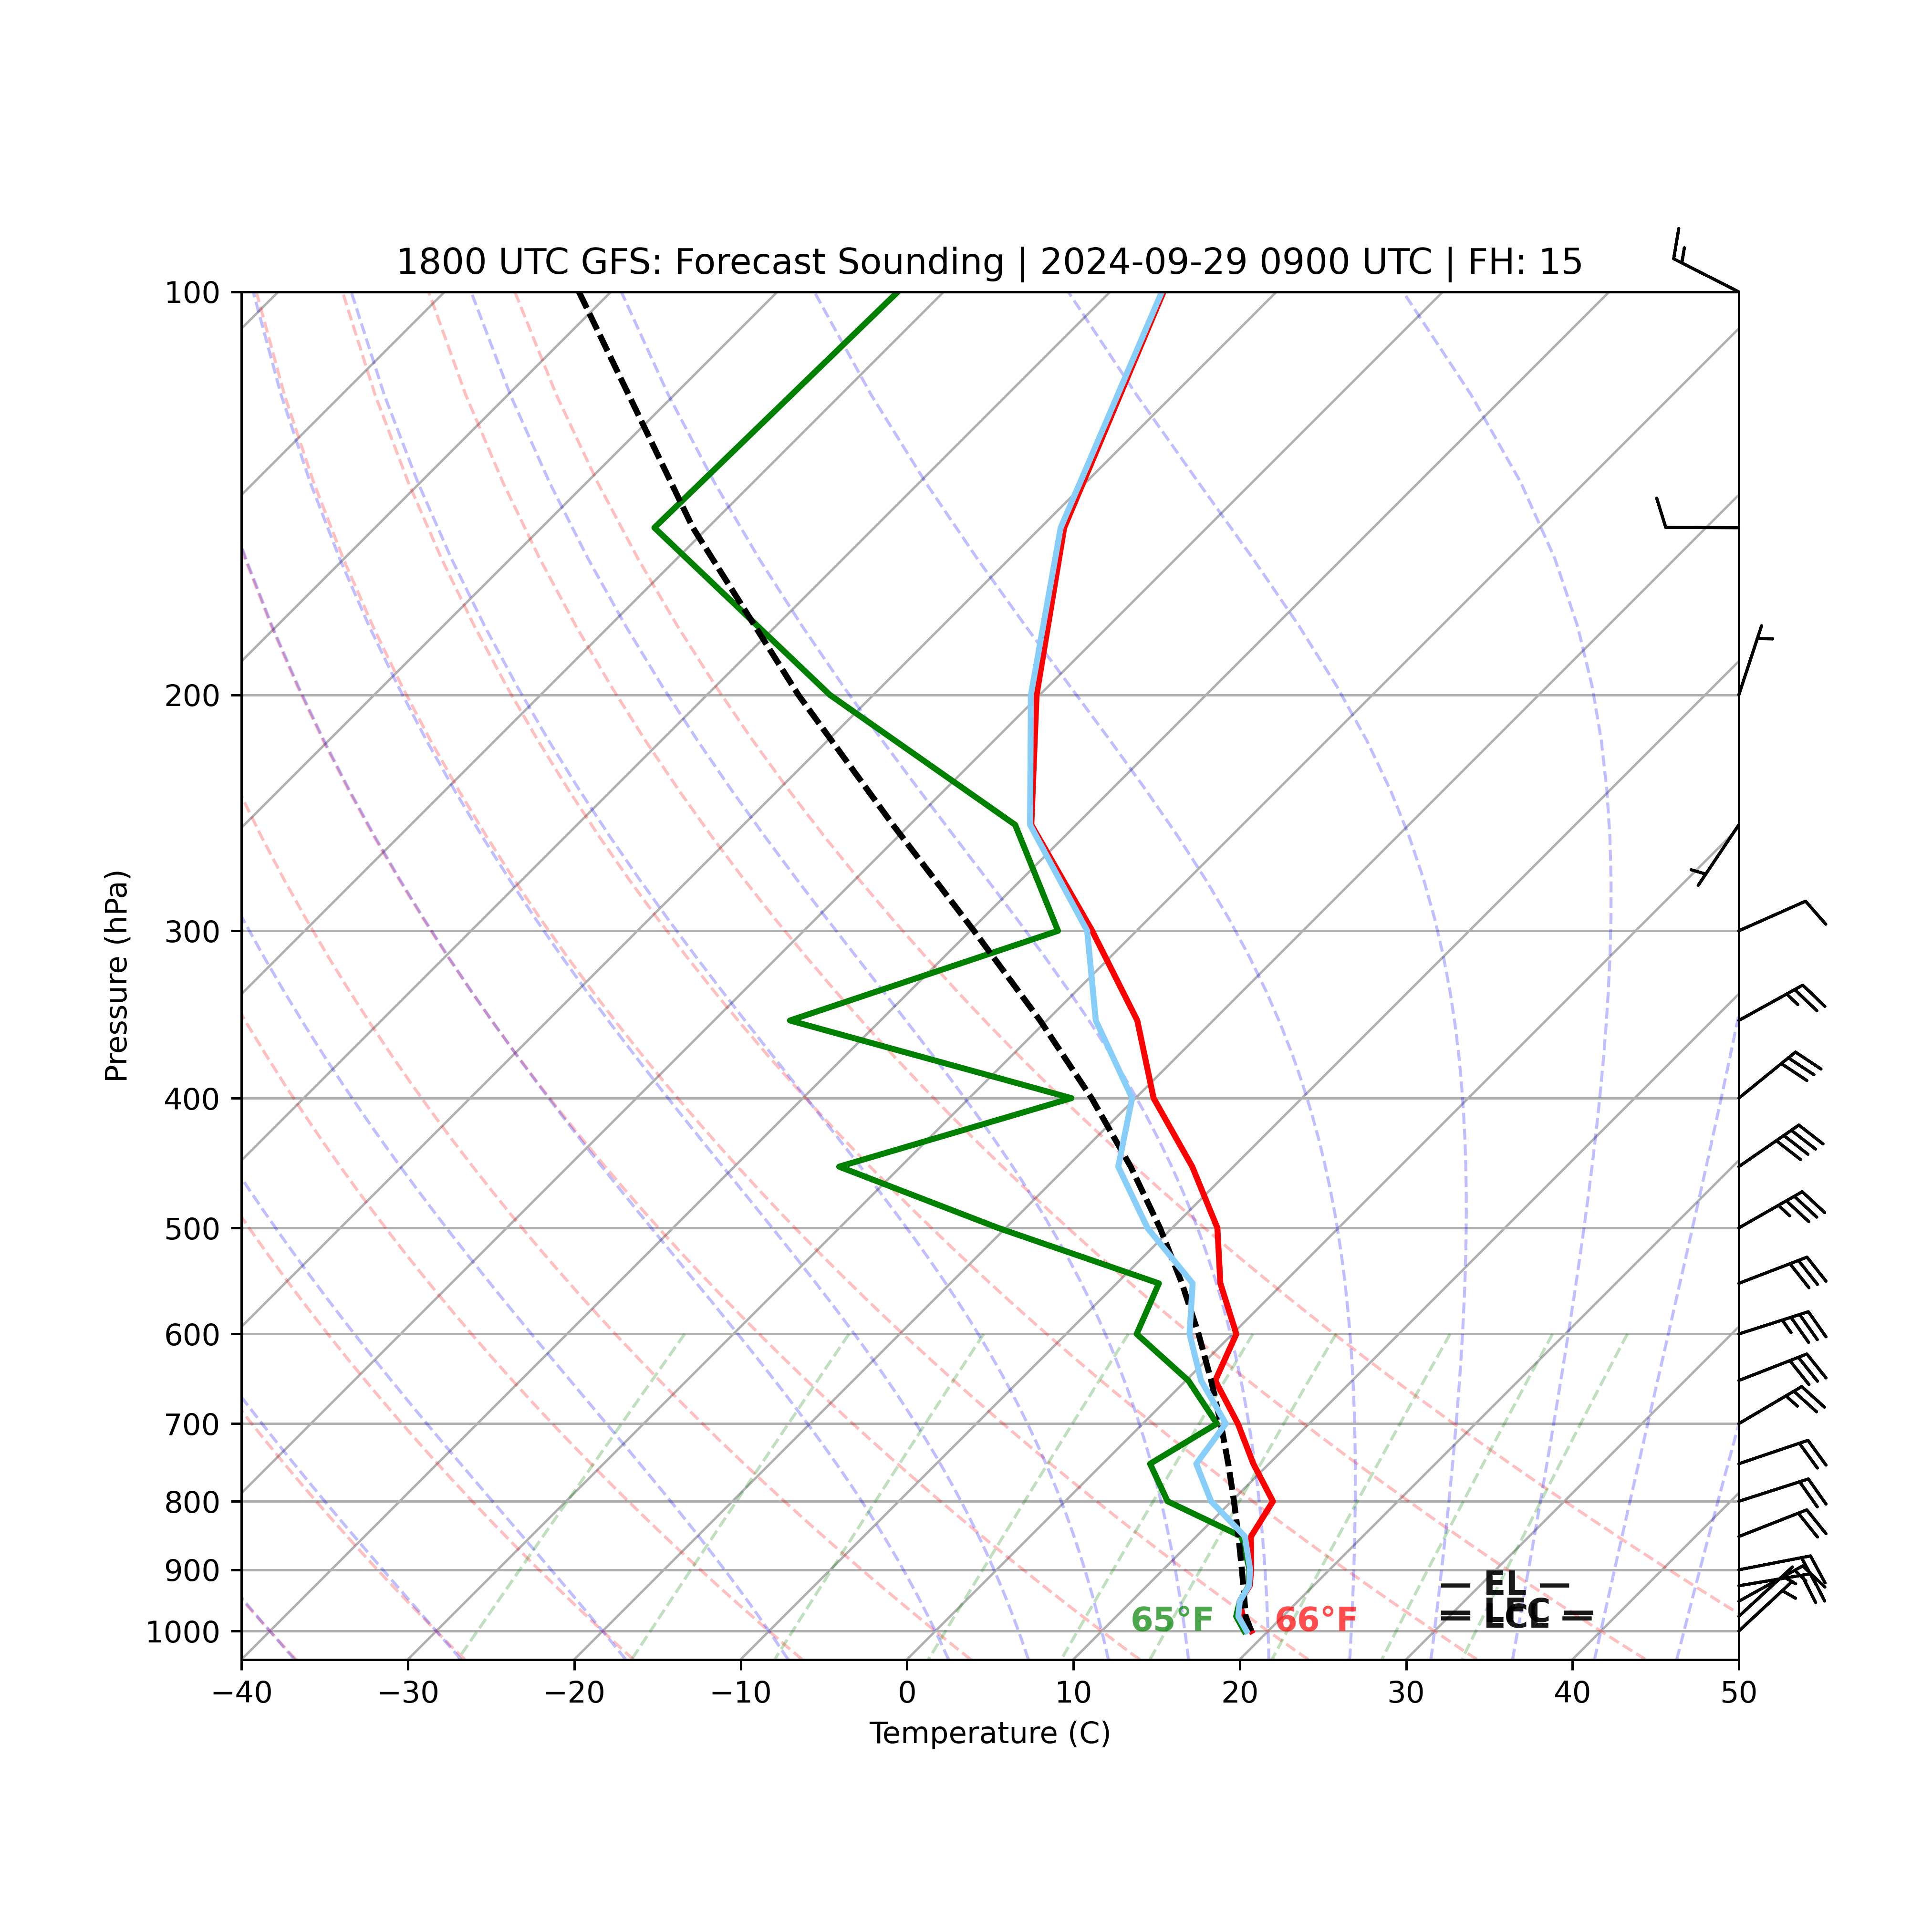 1800 UTC GFS: Forecast Sounding | 2024-09-29 0900 UTC | FH: 15
100
200
300
400
500
600
700
800
900
1000
Pressure (hPa)
— EL —
— LCL —
65°F
66°F
−40
−30
−20
−10
0
10
20
30
40
50
Temperature (C)